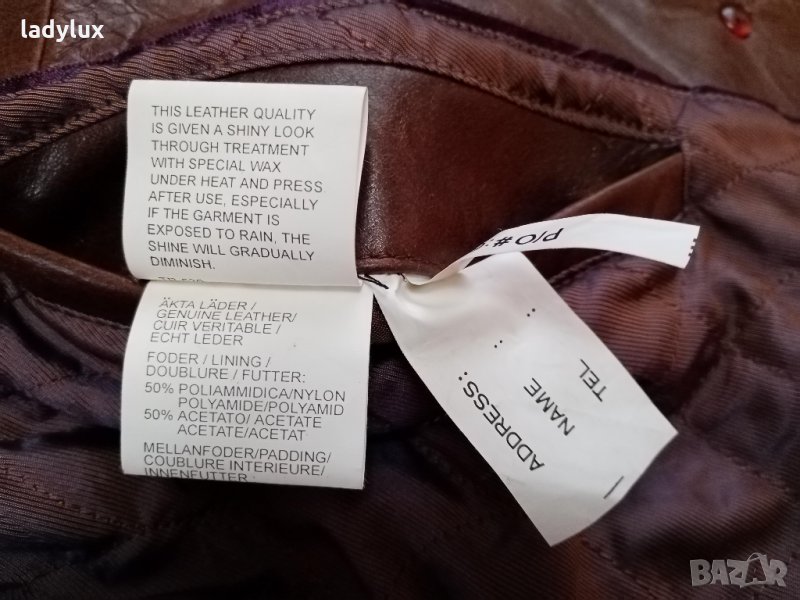 ladylux
THIS LEATHER QUALITY
IS GIVEN A SHINY LOOK
THROUGH TREATMENT
WITH SPECIAL WAX
UNDER HEAT AND PRESS.
AFTER USE, ESPECIALLY
IF THE GARMENT IS
EXPOSED TO RAIN, THE
SHINE WILL GRADUALLY
DIMINISH.
ÄKTA LÄDER /
GENUINE LEATHER/
CUIR VERITABLE /
ECHT LEDER
FODER / LINING /
DOUBLURE / FUTTER:
50% POLIAMMIDICA/NYLON
POLYAMIDE/POLYAMID
50% ACETATO/ ACETATE
ACETATE/ACETAT
MELLANFODER/PADDING/
COUBLURE INTERIEURE/
INNENFUTTER
P/O #:
ADDRESS:
NAME :
TEL :
BAZAR